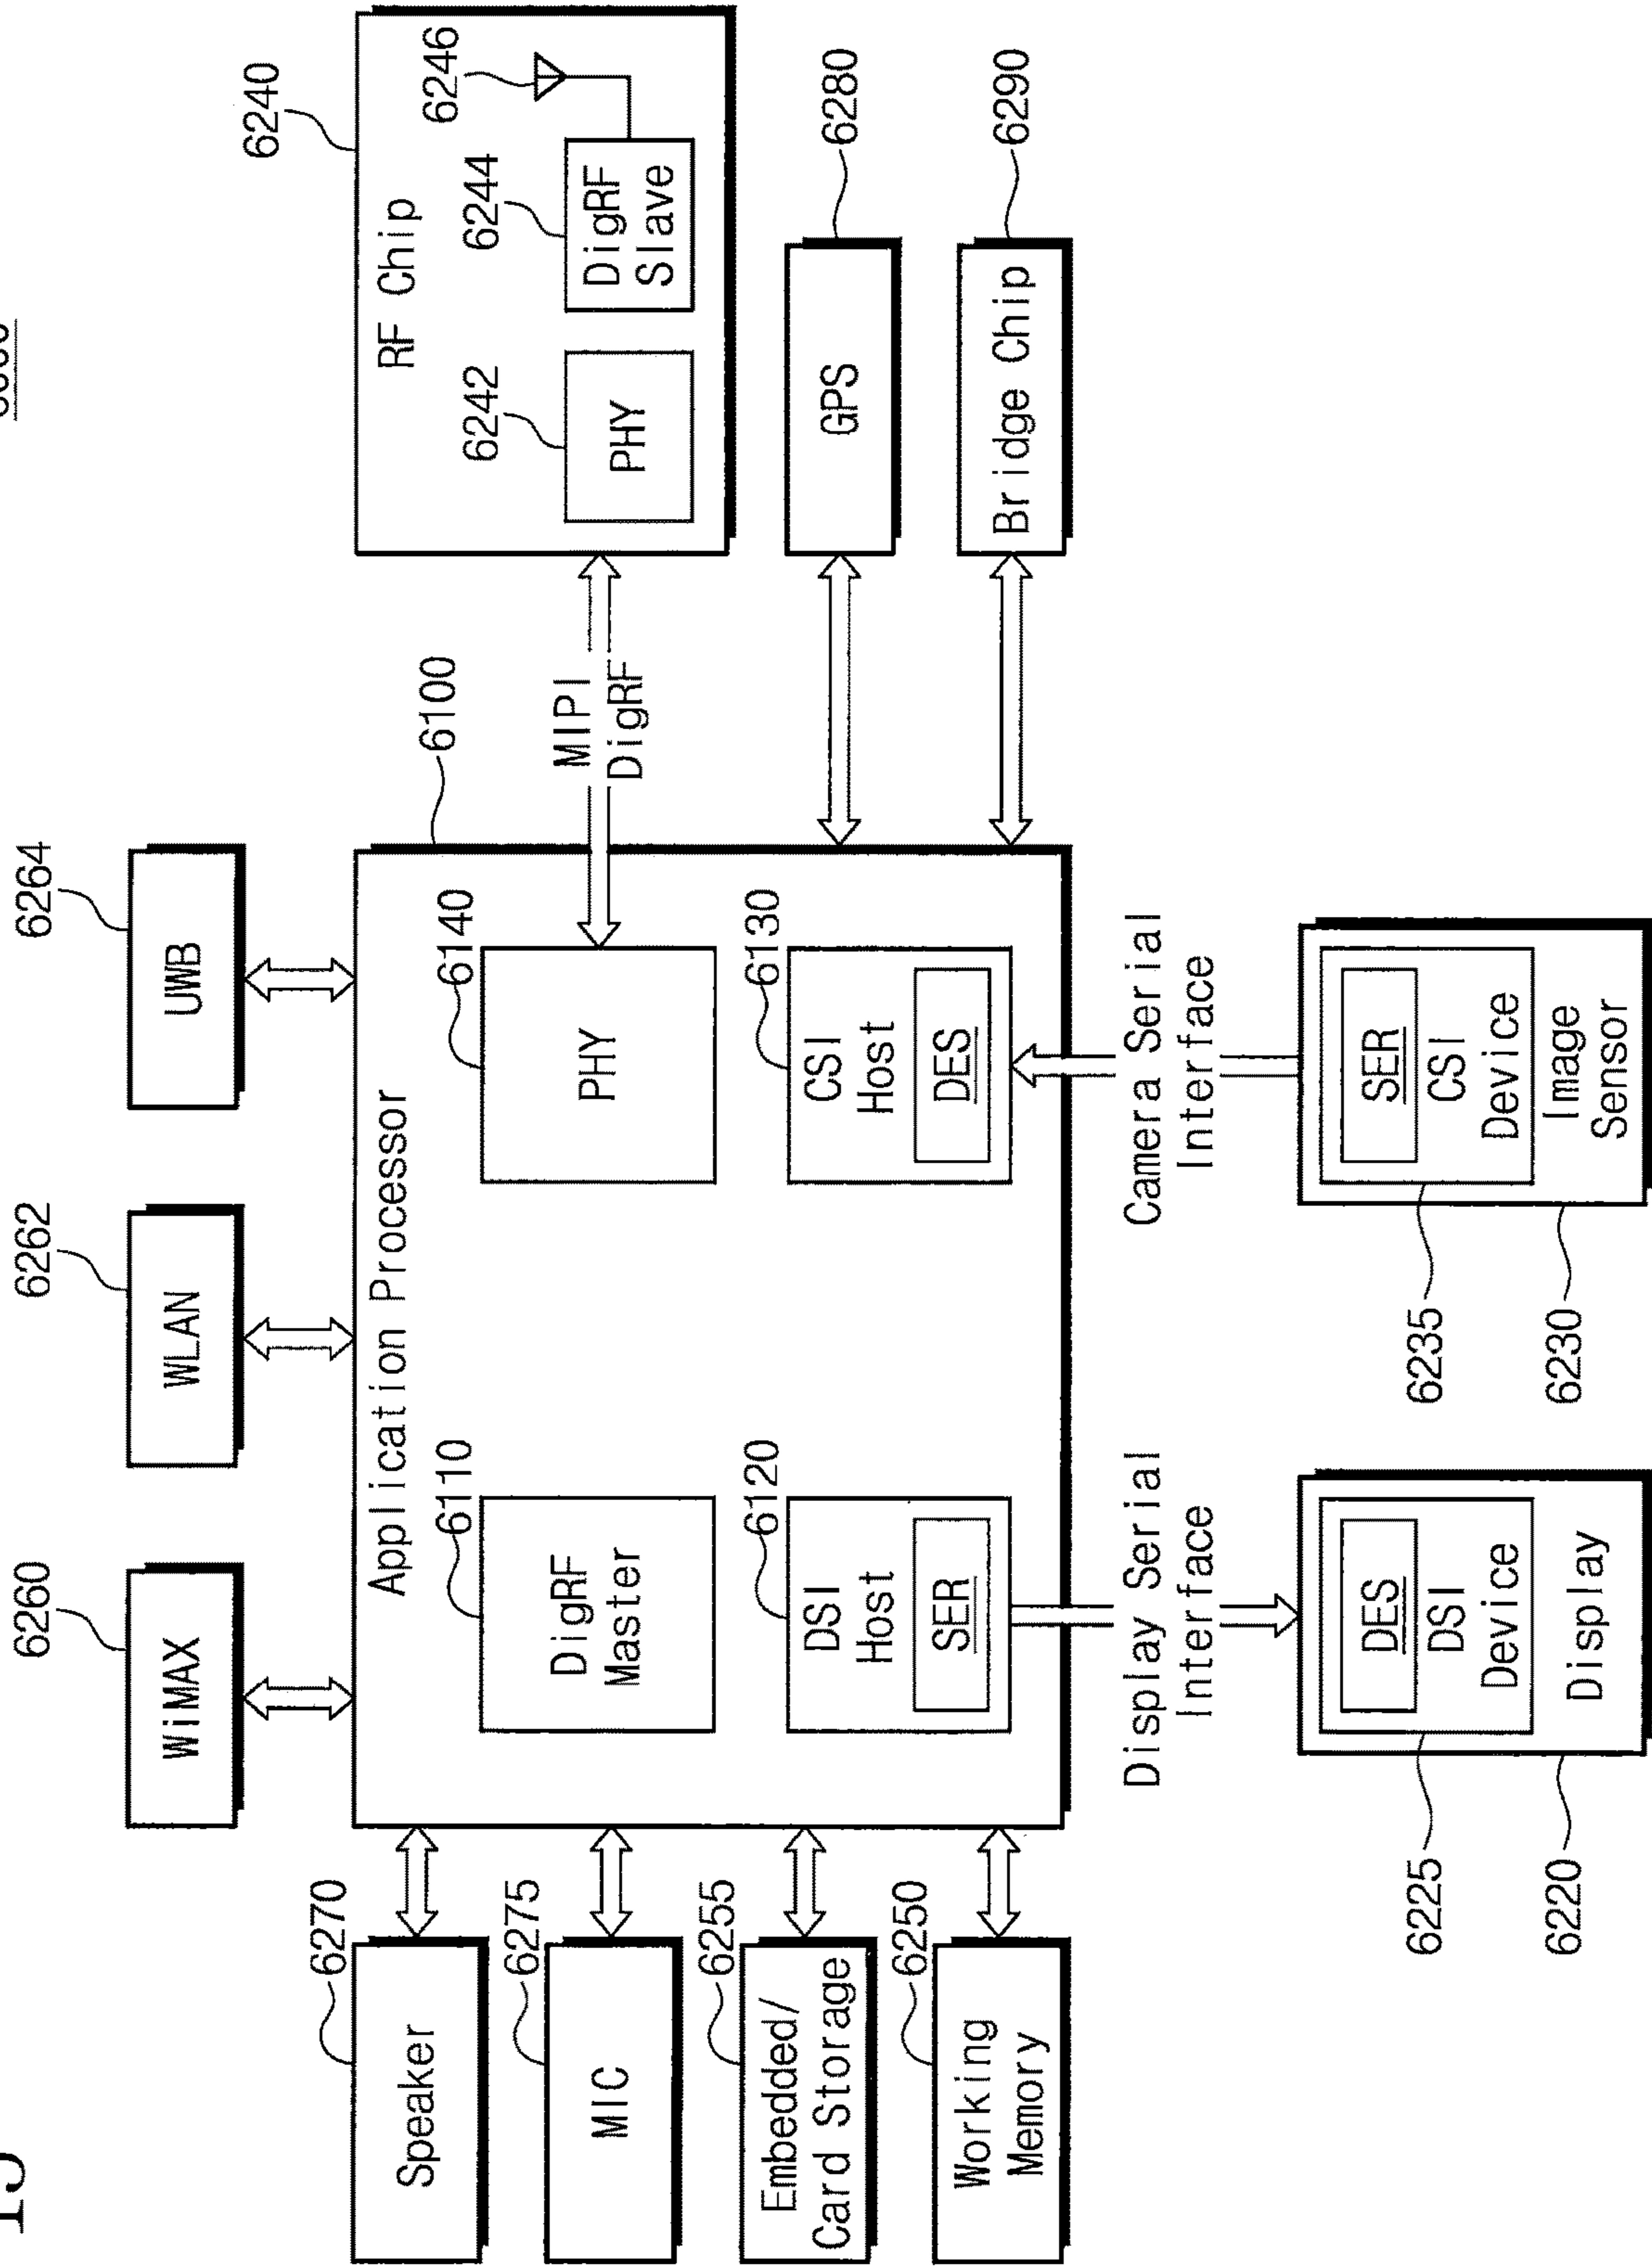 6264
UWB
6262
WLAN
6260
WiMAX
6240
RF Chip
6242
PHY
6244
DigRF
Slave
6246
6100
Application Processor
MIPI
DigRF
6110
DigRF
Master
6140
PHY
6120
DSI
Host
SER
6130
CSI
Host
DES
6270
Speaker
6275
MIC
6255
Embedded/
Card Storage
6250
Working
Memory
6280
GPS
6290
Bridge Chip
Display Serial
Interface
Camera Serial
Interface
6225
DES
DSI
Device
Display
6220
6235
SER
CSI
Device
Image
Sensor
6230